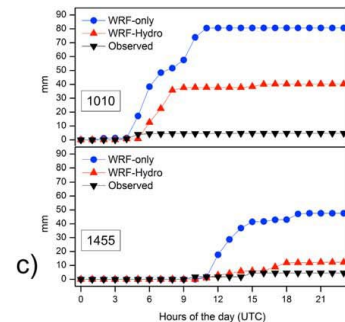 90
80
70
60
50
40
30
20
10
0
mm
WRF-only
WRF-Hydro
Observed
1010
90
80
70
60
50
40
30
20
10
0
mm
WRF-only
WRF-Hydro
Observed
1455
c)
0 3 6 9 12 15 18 21
Hours of the day (UTC)